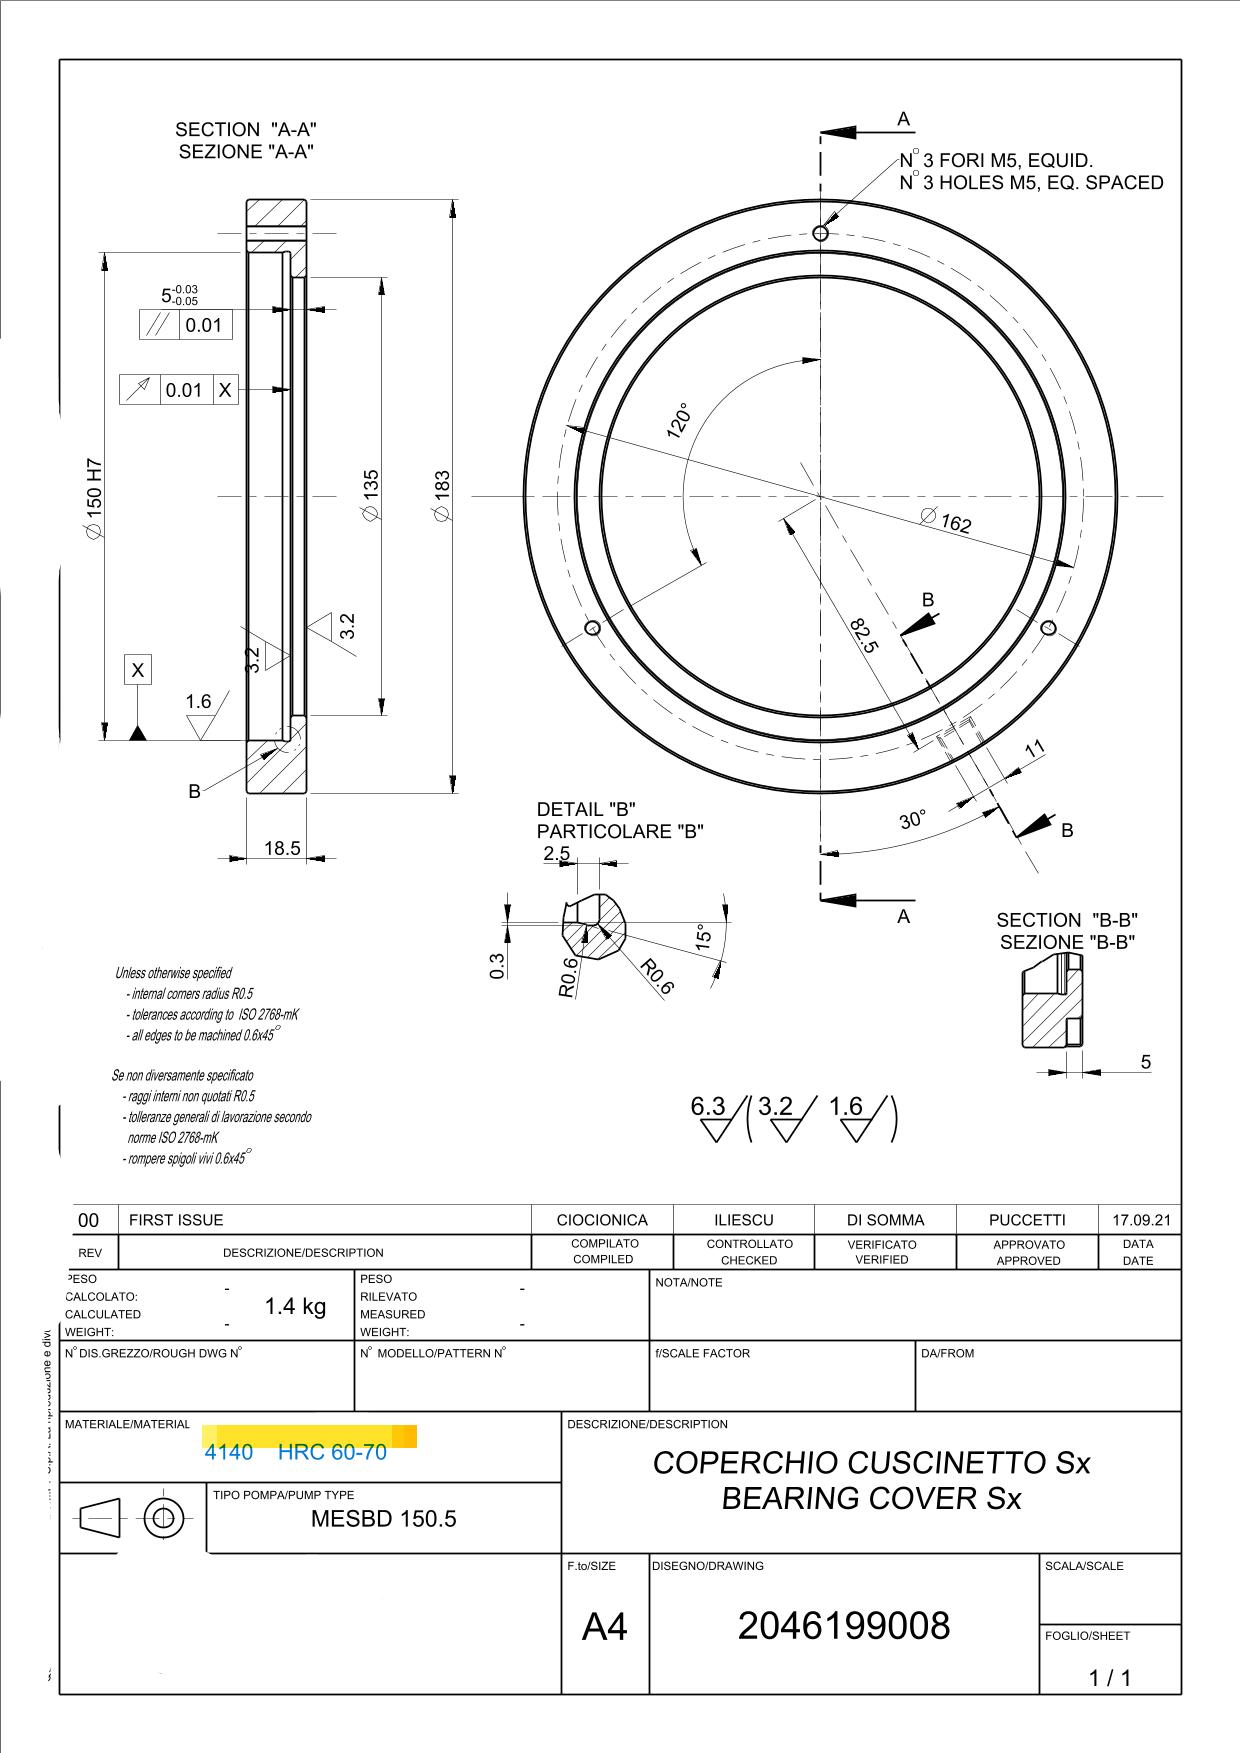 SECTION "A-A"
SEZIONE "A-A"
A
N° 3 FORI M5, EQUID.
N° 3 HOLES M5, EQ. SPACED
5 -0.03
-0.05
// 0.01
0.01 X
Ø 150 H7
Ø 135
Ø 183
120°
Ø 162
82.5
B
3.2
3.2
X
1.6
B
18.5
11
30°
B
A
DETAIL "B"
PARTICOLARE "B"
2.5
0.3
R0.6
R0.6
15°
SECTION "B-B"
SEZIONE "B-B"
5
Unless otherwise specified
- internal corners radius R0.5
- tolerances according to ISO 2768-mK
- all edges to be machined 0.6x45°
Se non diversamente specificato
- raggi interni non quotati R0.5
- tolleranze generali di lavorazione secondo
norme ISO 2768-mK
- rompere spigoli vivi 0.6x45°
6.3 ( 3.2 1.6 )
00 FIRST ISSUE CIOCIONICA ILIESCU DI SOMMA PUCCETTI 17.09.21
REV DESCRIZIONE/DESCRIPTION COMPILATO CONTROLLATO VERIFICATO APPROVATO DATA
COMPILED CHECKED VERIFIED APPROVED DATE
PESO - PESO - NOTA/NOTE
CALCOLATO: 1.4 kg RILEVATO
CALCULATED MEASURED
WEIGHT: - WEIGHT: -
N° DIS.GREZZO/ROUGH DWG N° N° MODELLO/PATTERN N° f/SCALE FACTOR DA/FROM
MATERIALE/MATERIAL DESCRIZIONE/DESCRIPTION
4140 HRC 60-70
COPERCHIO CUSCINETTO Sx
BEARING COVER Sx
TIPO POMPA/PUMP TYPE
MESBD 150.5
F.to/SIZE DISEGNO/DRAWING SCALA/SCALE
A4 2046199008
FOGLIO/SHEET
1 / 1